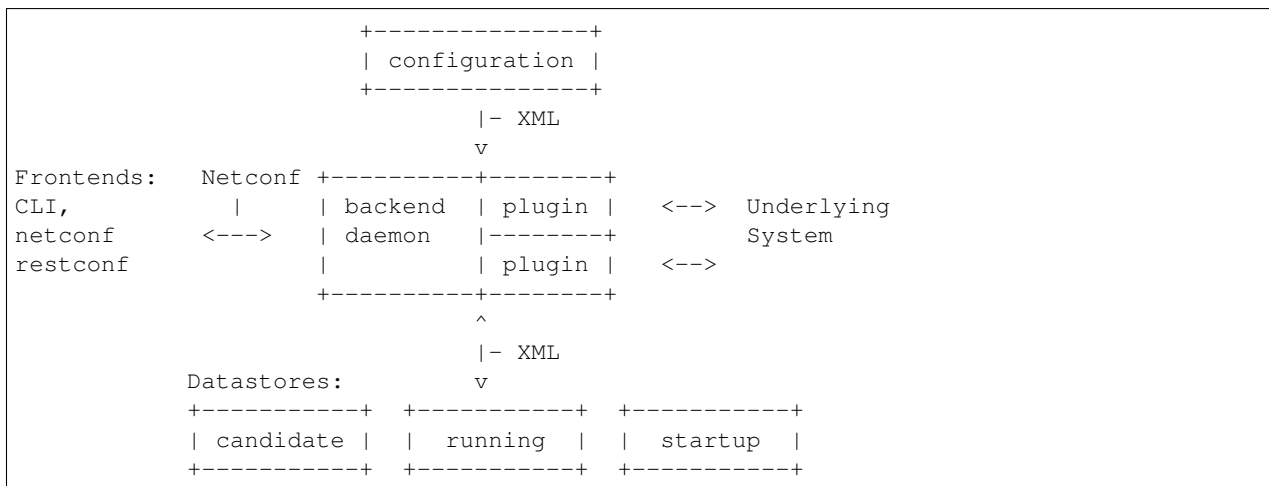 +---------------+
| configuration |
+---------------+
|- XML
v
Frontends:   Netconf +----------+--------+
CLI,          |    | backend  | plugin |   <--> Underlying
netconf    <--->   | daemon   |--------+        System
restconf           |          | plugin |   <-->
+----------+--------+
^
|- XML
Datastores:        v
+-----------+  +-----------+  +-----------+
| candidate |  |  running  |  |  startup  |
+-----------+  +-----------+  +-----------+